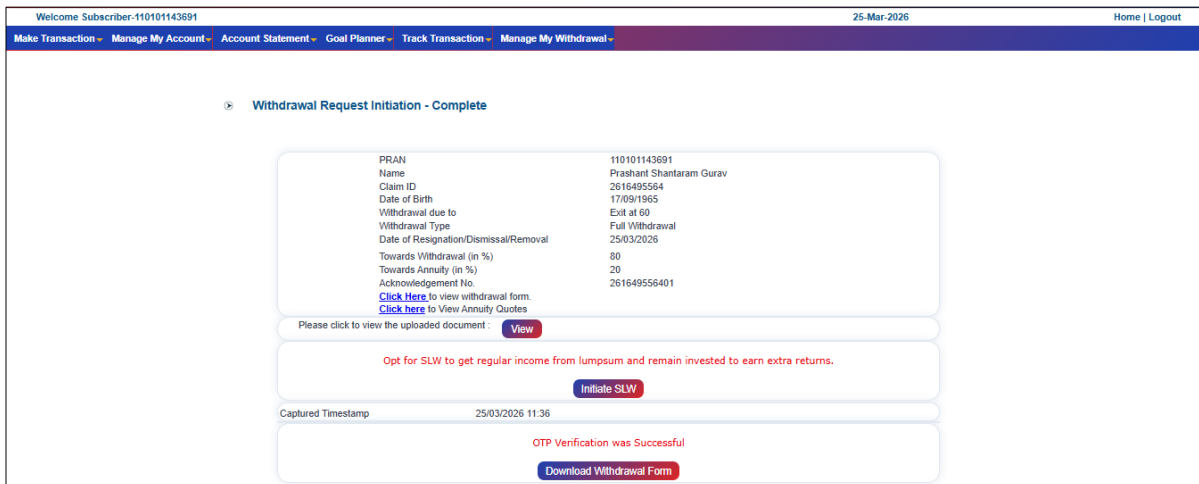 Welcome Subscriber-110101143691 25-Mar-2026 Home | Logout
Make Transaction Manage My Account Account Statement Goal Planner Track Transaction Manage My Withdrawal
Withdrawal Request Initiation - Complete
PRAN 110101143691
Name Prashant Shantaram Gurav
Claim ID 2616495564
Date of Birth 17/09/1965
Withdrawal due to Exit at 60
Withdrawal Type Full Withdrawal
Date of Resignation/Dismissal/Removal 25/03/2026
Towards Withdrawal (in %) 80
Towards Annuity (in %) 20
Acknowledgement No. 261649556401
Click Here to view withdrawal form.
Click here to View Annuity Quotes
Please click to view the uploaded document : View
Opt for SLW to get regular income from lumpsum and remain invested to earn extra returns.
Initiate SLW
Captured Timestamp 25/03/2026 11:36
OTP Verification was Successful
Download Withdrawal Form